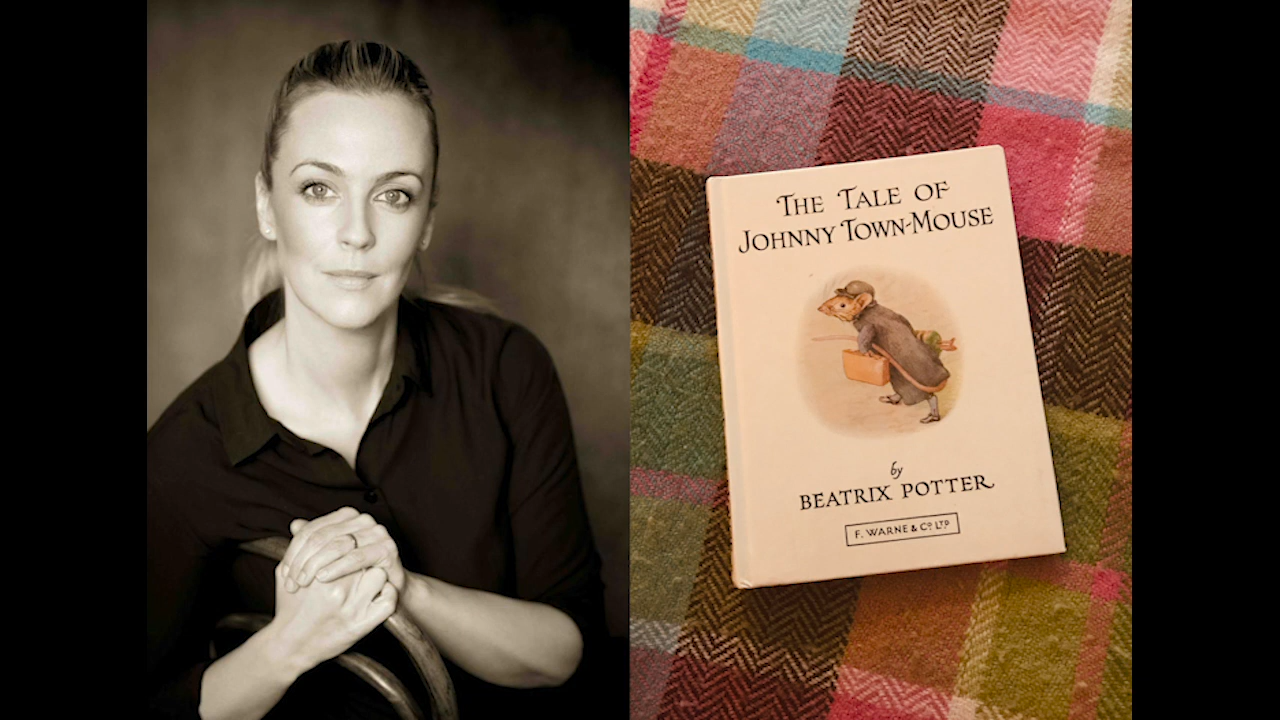 THE TALE OF
JOHNNY TOWN-MOUSE
by
BEATRIX POTTER
F. WARNE & Co LTD